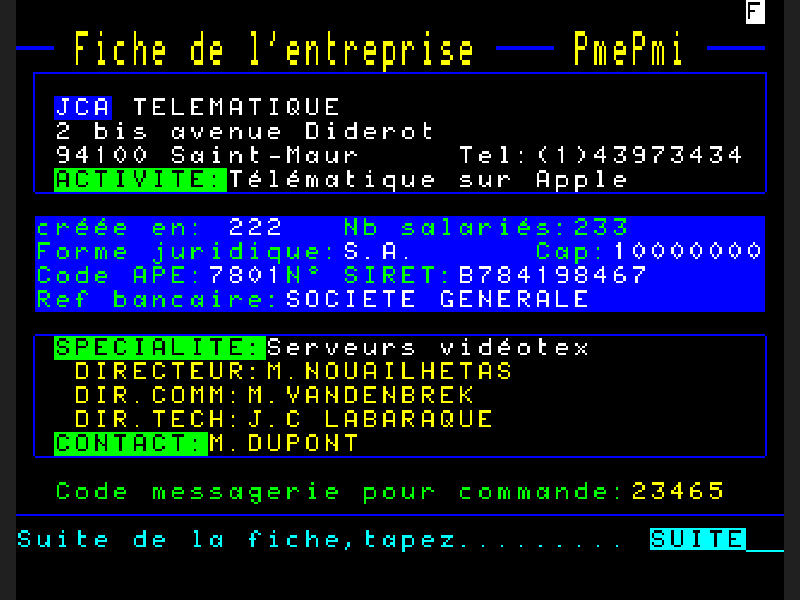 F
Fiche de l'entreprise PmePmi
JCA TELEMATIQUE
2 bis avenue Diderot
94100 Saint-Maur Tel:(1)43973434
ACTIVITE:Télématique sur Apple
créée en: 222 Nb salariés:233
Forme juridique:S.A. Cap:10000000
Code APE:7801N° SIRET:B784198467
Ref bancaire:SOCIETE GENERALE
SPECIALITE:Serveurs vidéotex
DIRECTEUR:M.NOUAILHETAS
DIR.COMM:M.VANDENBREK
DIR.TECH:J.C LABARAQUE
CONTACT:M.DUPONT
Code messagerie pour commande:23465
Suite de la fiche,tapez......... SUITE